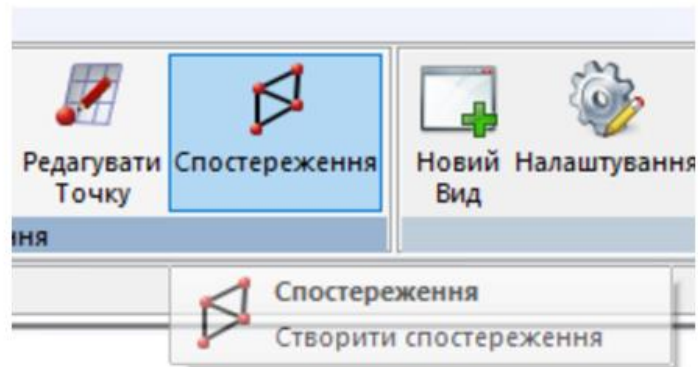 Редагувати
Точку
Спостереження
Новий
Вид
Налаштування
ння
Спостереження
Створити спостереження